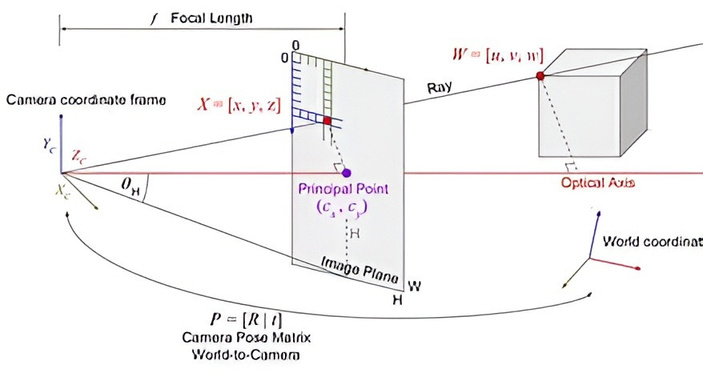 f Focal Length
0
0
W = [u, v, w]
Ray
Camera coordinate frame
X = [x, y, z]
Y_C
Z_C
X_C
θ_H
Principal Point
(c_x, c_y)
Optical Axis
H
World coordinat
Image Plane
W
H
P = [R | t]
Camera Pose Matrix
World-to-Camera